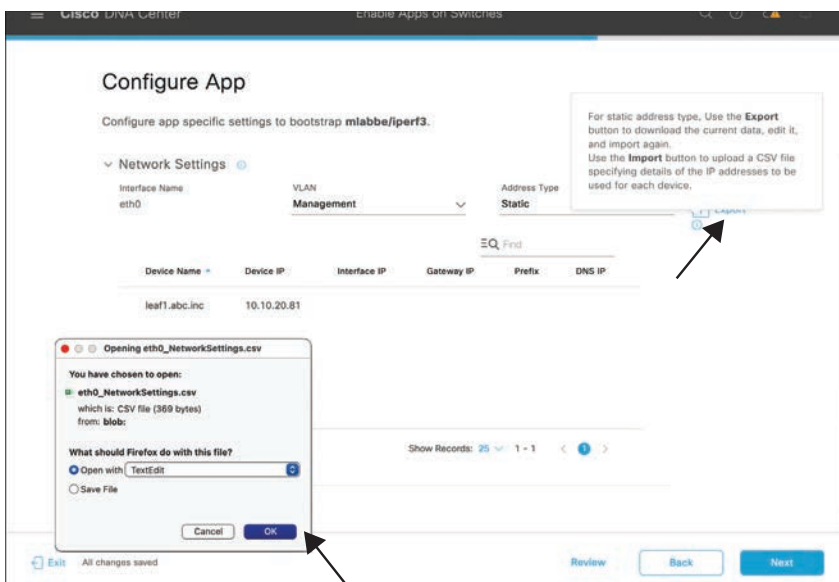 Cisco DNA Center
Enable Apps on Switches
Configure App
Configure app specific settings to bootstrap mlabbe/iperf3.
For static address type, Use the Export
button to download the current data, edit it,
and import again.
Use the Import button to upload a CSV file
specifying details of the IP addresses to be
used for each device.
Network Settings
Interface Name
eth0
VLAN
Management
Address Type
Static
Export
Find
Device Name Device IP Interface IP Gateway IP Prefix DNS IP
leaf1.abc.inc 10.10.20.81
Opening eth0_NetworkSettings.csv
You have chosen to open:
eth0_NetworkSettings.csv
which is: CSV file (369 bytes)
from: blob:
What should Firefox do with this file?
Open with TextEdit
Save File
Cancel OK
Show Records: 25 1 - 1 1
Exit All changes saved Review Back Next